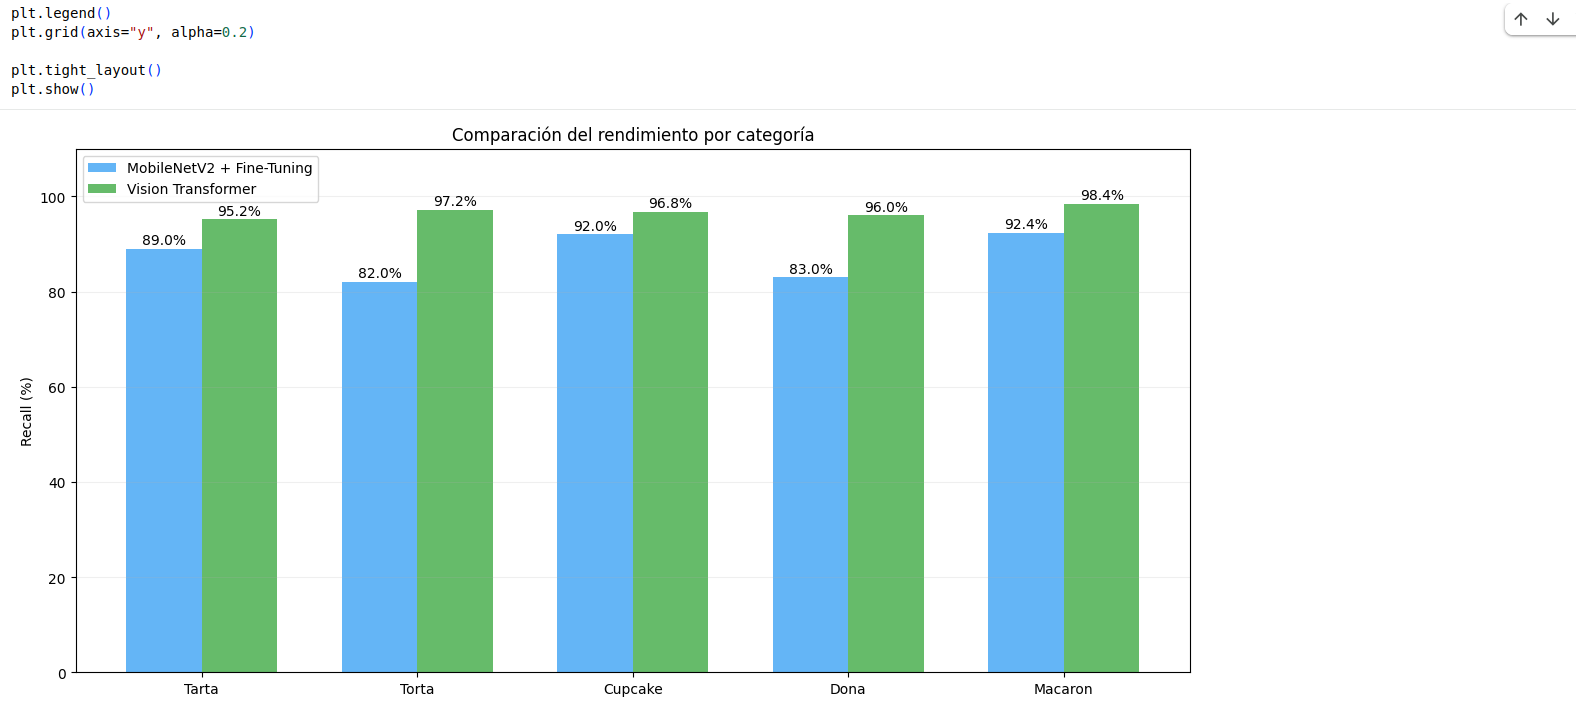 plt.legend()
plt.grid(axis="y", alpha=0.2)
plt.tight_layout()
plt.show()
Comparación del rendimiento por categoría
MobileNetV2 + Fine-Tuning
Vision Transformer
Recall (%)
100
80
60
40
20
0
89.0%
95.2%
82.0%
97.2%
92.0%
96.8%
83.0%
96.0%
92.4%
98.4%
Tarta
Torta
Cupcake
Dona
Macaron